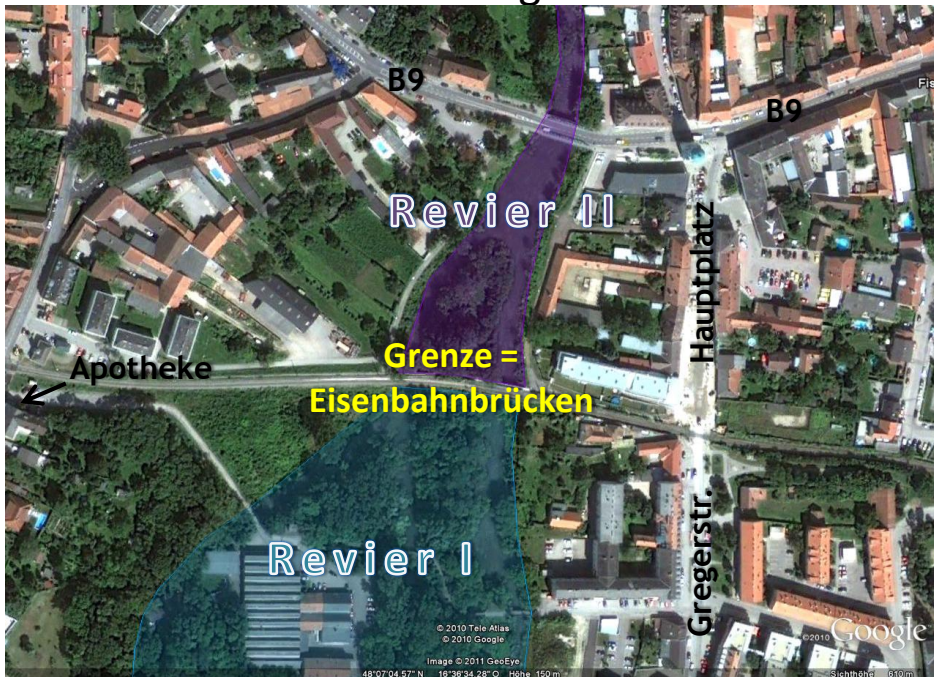 B9
B9
Fis
Revier II
Hauptplatz
Grenze =
Apotheke
Eisenbahnbrücken
Gregerstr.
Revier I
© 2010 Tele Atlas
© 2010 Google
Image © 2011 GeoEye
©2010 Google
48°07'04.57" N 16°36'34.28" O Höhe 150 m
Sichthöhe 610 m